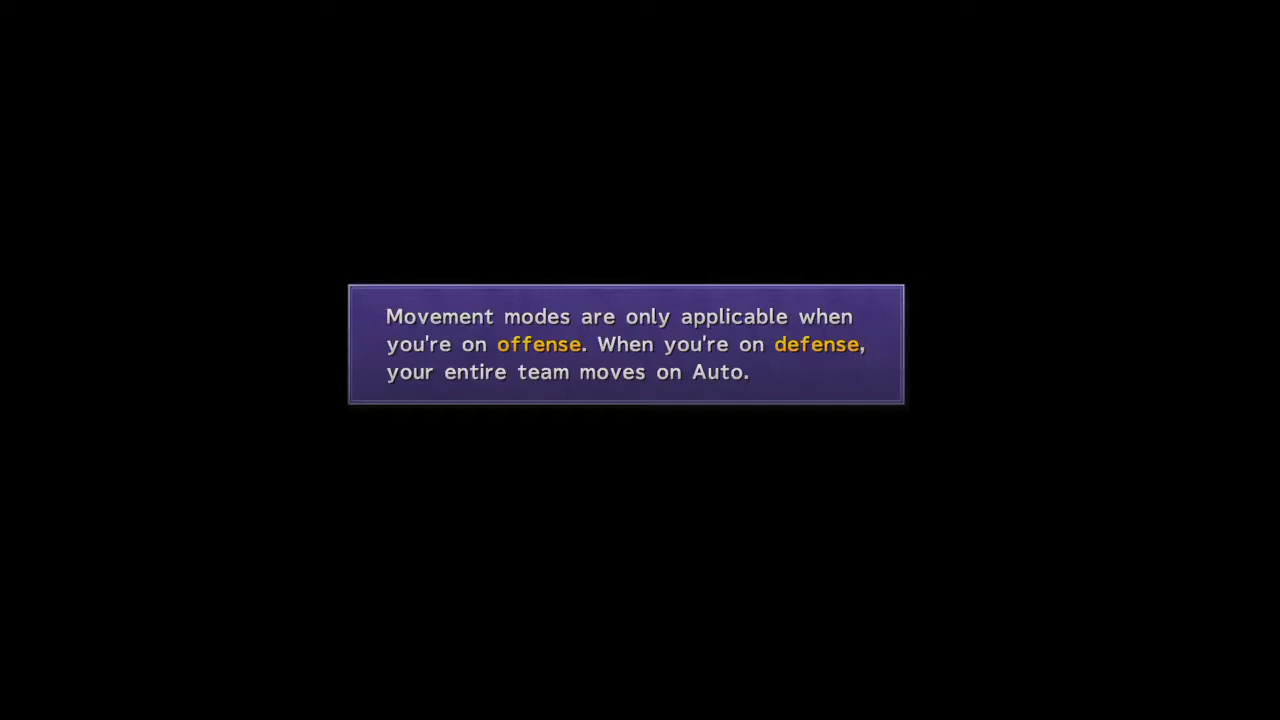 Movement modes are only applicable when
you're on offense. When you're on defense,
your entire team moves on Auto.